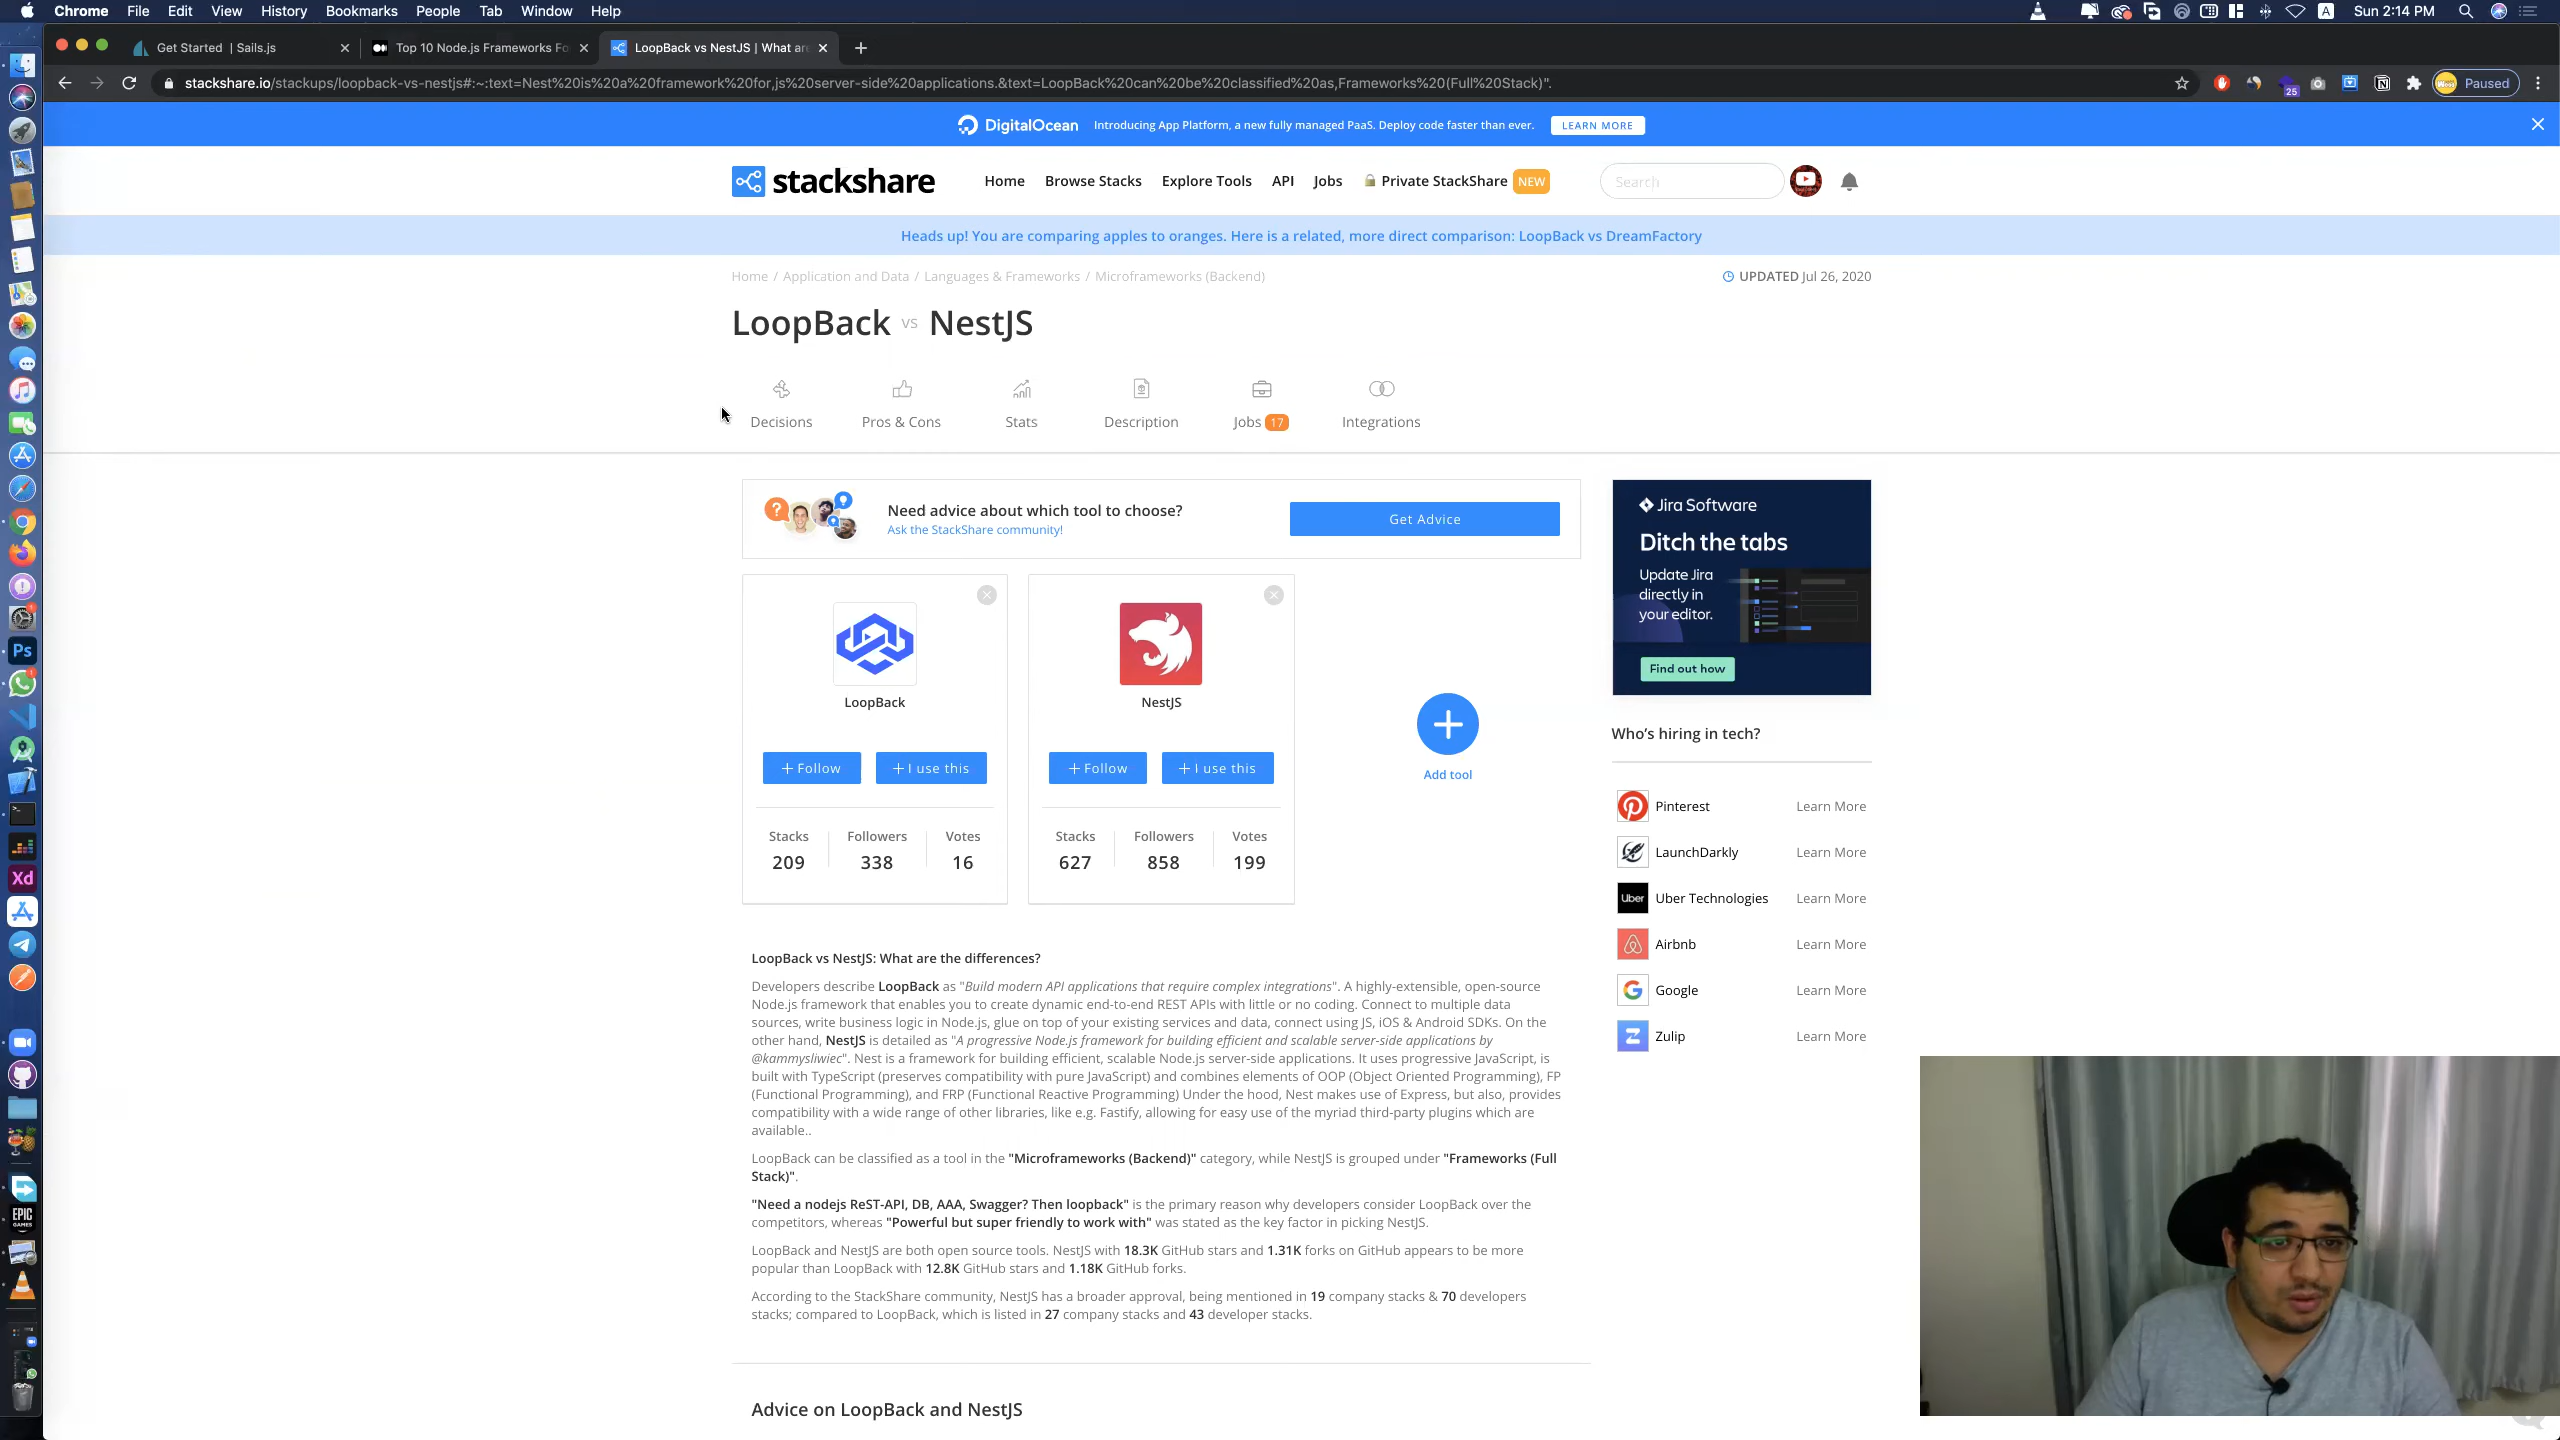 Chrome File Edit View History Bookmarks People Tab Window Help
A Sun 2:14 PM
Get Started | Sails.js
Top 10 Node.js Frameworks Fo
LoopBack vs NestJS | What are
stackshare.io/stackups/loopback-vs-nestjs#:~:text=Nest%20is%20a%20framework%20for,js%20server-side%20applications.&text=LoopBack%20can%20be%20classified%20as,Frameworks%20(Full%20Stack)".
25
Paused
DigitalOcean Introducing App Platform, a new fully managed PaaS. Deploy code faster than ever. LEARN MORE
stackshare Home Browse Stacks Explore Tools API Jobs Private StackShare NEW Search
Heads up! You are comparing apples to oranges. Here is a related, more direct comparison: LoopBack vs DreamFactory
Home / Application and Data / Languages & Frameworks / Microframeworks (Backend)
UPDATED Jul 26, 2020
LoopBack vs NestJS
Decisions Pros & Cons Stats Description Jobs 17 Integrations
Need advice about which tool to choose?
Ask the StackShare community!
Get Advice
LoopBack
+ Follow + I use this
Stacks Followers Votes
209 338 16
NestJS
+ Follow + I use this
Stacks Followers Votes
627 858 199
Add tool
LoopBack vs NestJS: What are the differences?
Developers describe LoopBack as "Build modern API applications that require complex integrations". A highly-extensible, open-source
Node.js framework that enables you to create dynamic end-to-end REST APIs with little or no coding. Connect to multiple data
sources, write business logic in Node.js, glue on top of your existing services and data, connect using JS, iOS & Android SDKs. On the
other hand, NestJS is detailed as "A progressive Node.js framework for building efficient and scalable server-side applications by
@kammysliwiec". Nest is a framework for building efficient, scalable Node.js server-side applications. It uses progressive JavaScript, is
built with TypeScript (preserves compatibility with pure JavaScript) and combines elements of OOP (Object Oriented Programming), FP
(Functional Programming), and FRP (Functional Reactive Programming) Under the hood, Nest makes use of Express, but also, provides
compatibility with a wide range of other libraries, like e.g. Fastify, allowing for easy use of the myriad third-party plugins which are
available..
LoopBack can be classified as a tool in the "Microframeworks (Backend)" category, while NestJS is grouped under "Frameworks (Full
Stack)".
"Need a nodejs ReST-API, DB, AAA, Swagger? Then loopback" is the primary reason why developers consider LoopBack over the
competitors, whereas "Powerful but super friendly to work with" was stated as the key factor in picking NestJS.
LoopBack and NestJS are both open source tools. NestJS with 18.3K GitHub stars and 1.31K forks on GitHub appears to be more
popular than LoopBack with 12.8K GitHub stars and 1.18K GitHub forks.
According to the StackShare community, NestJS has a broader approval, being mentioned in 19 company stacks & 70 developers
stacks; compared to LoopBack, which is listed in 27 company stacks and 43 developer stacks.
Advice on LoopBack and NestJS
Jira Software
Ditch the tabs
Update Jira
directly in
your editor.
Find out how
Who's hiring in tech?
Pinterest Learn More
LaunchDarkly Learn More
Uber Uber Technologies Learn More
Airbnb Learn More
Google Learn More
Zulip Learn More
Ps
Xd
EPIC
GAMES